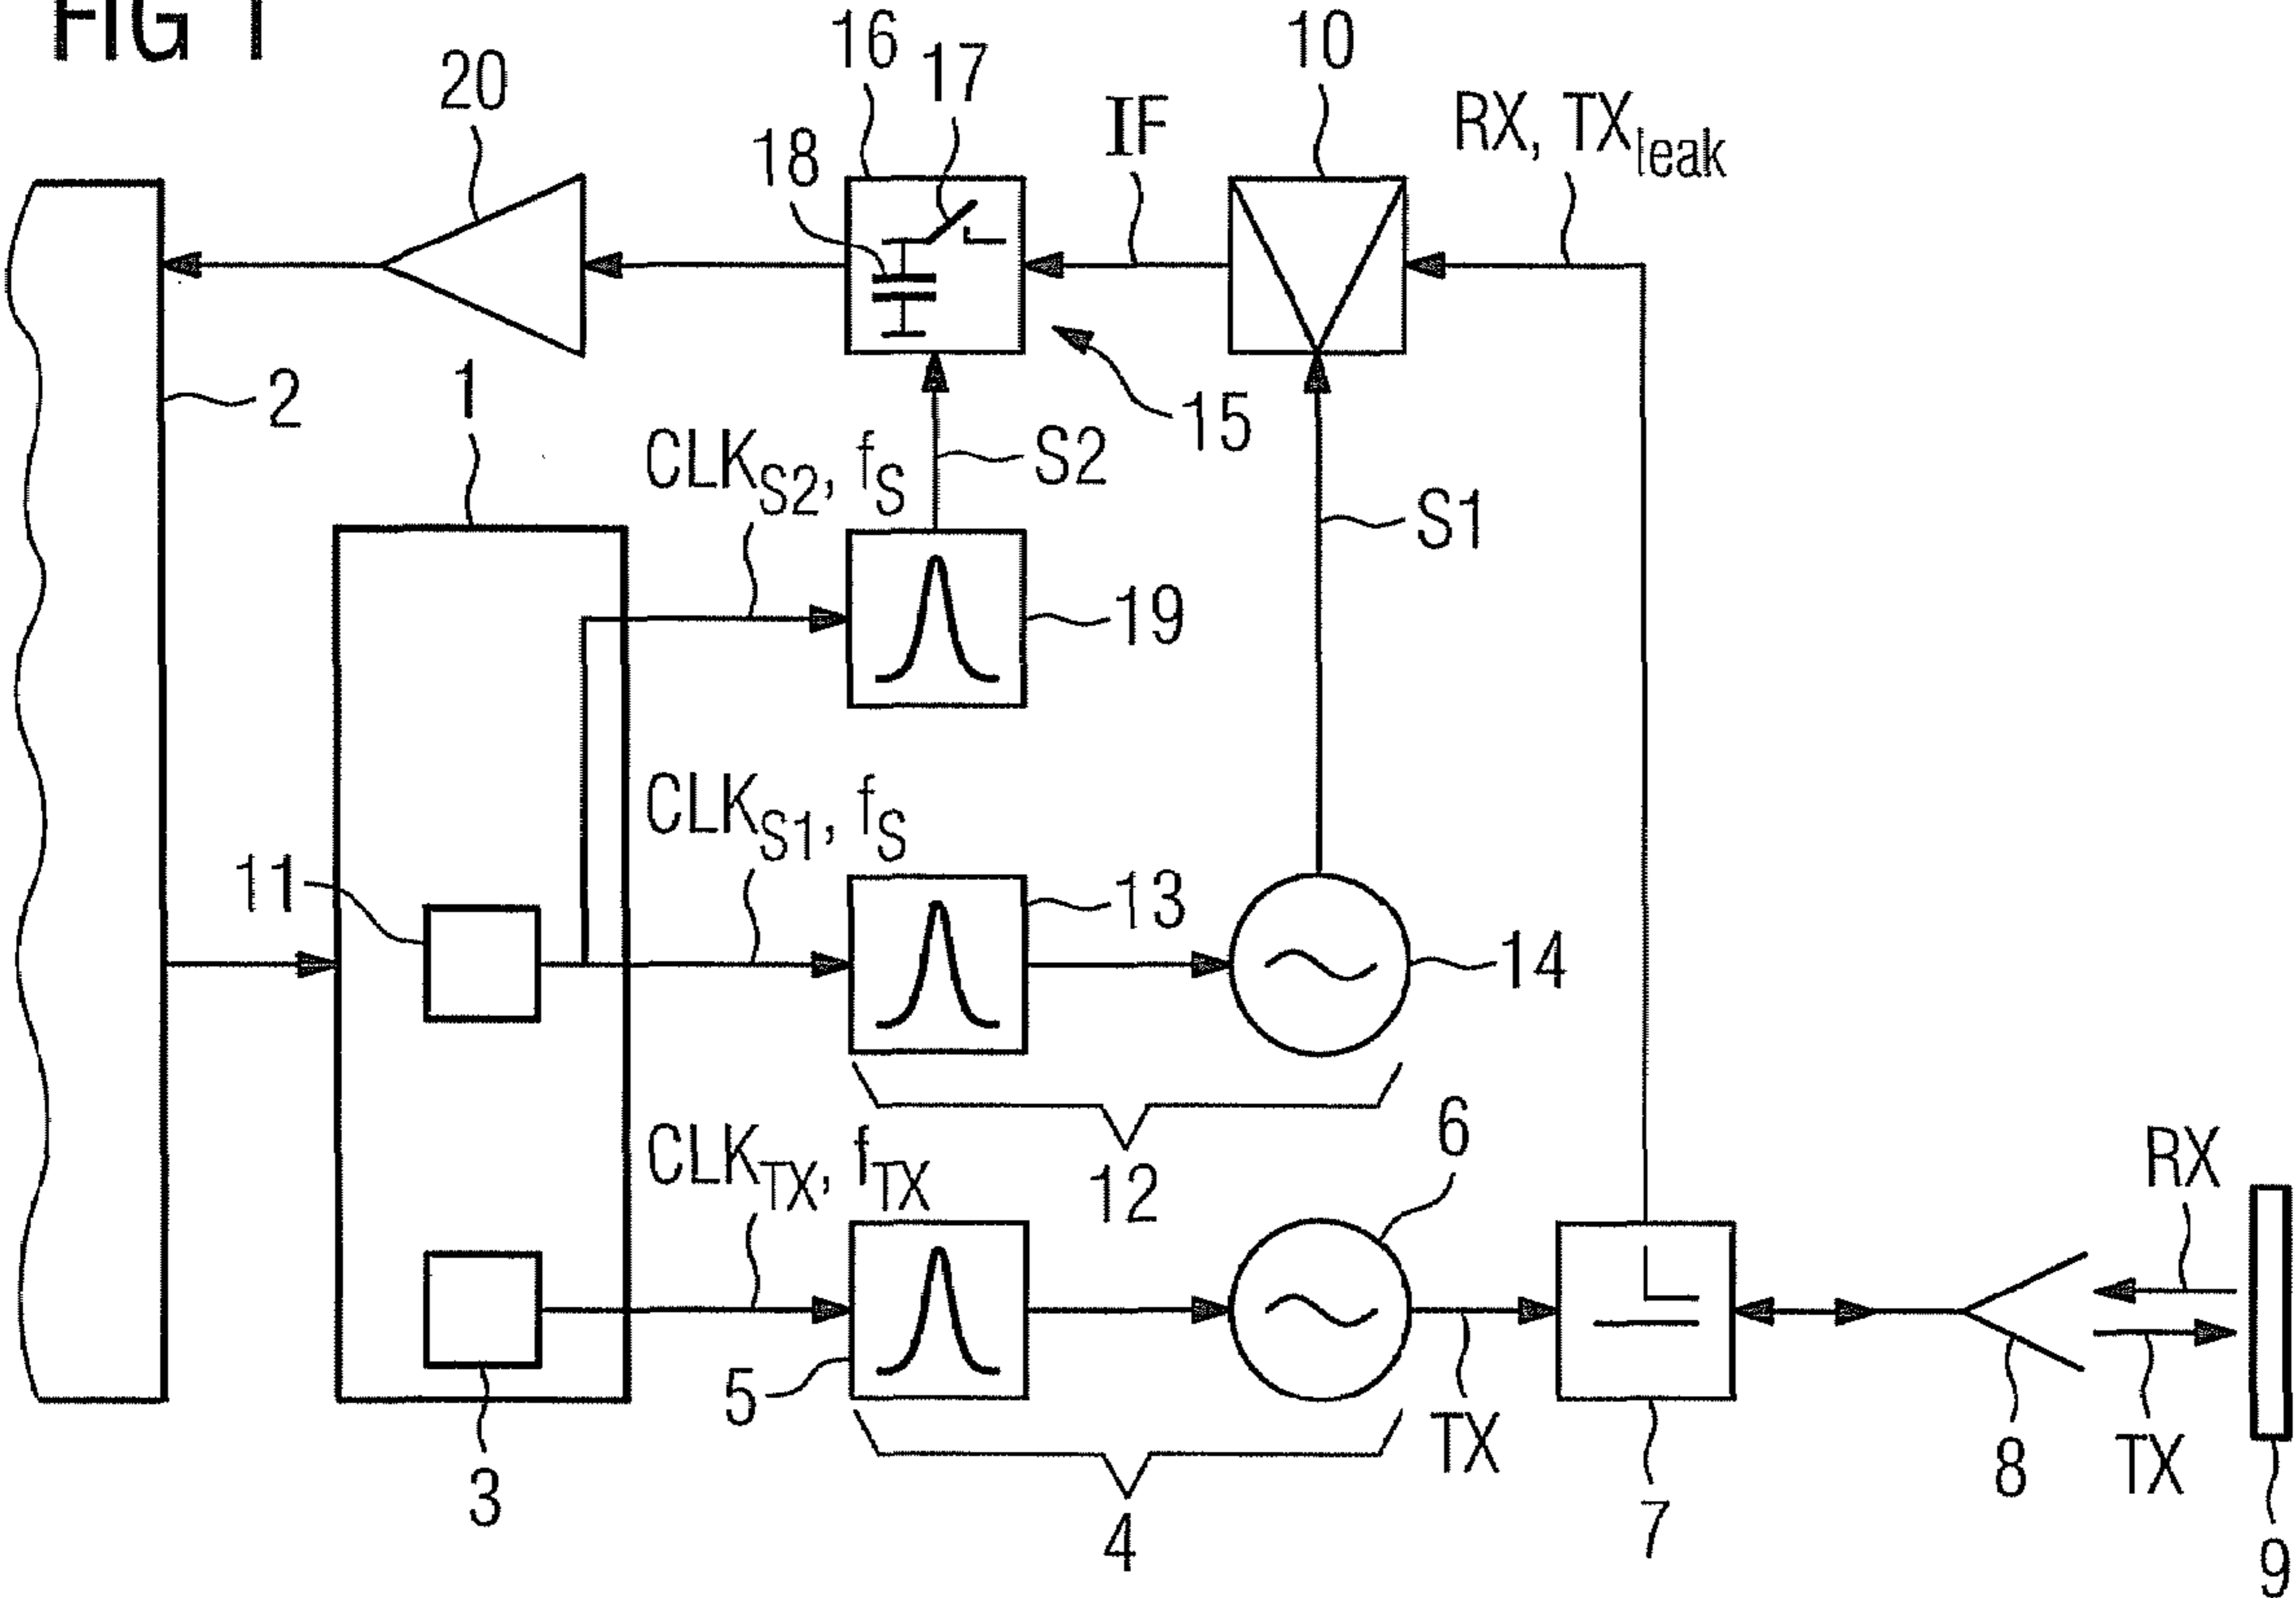 FIG 1
20
16
17
10
18
IF
RX, TXleak
2
1
15
CLKS2, fS
S2
S1
19
CLKS1, fS
11
13
14
12
CLKTX, fTX
6
RX
5
TX
8
TX
3
4
7
9